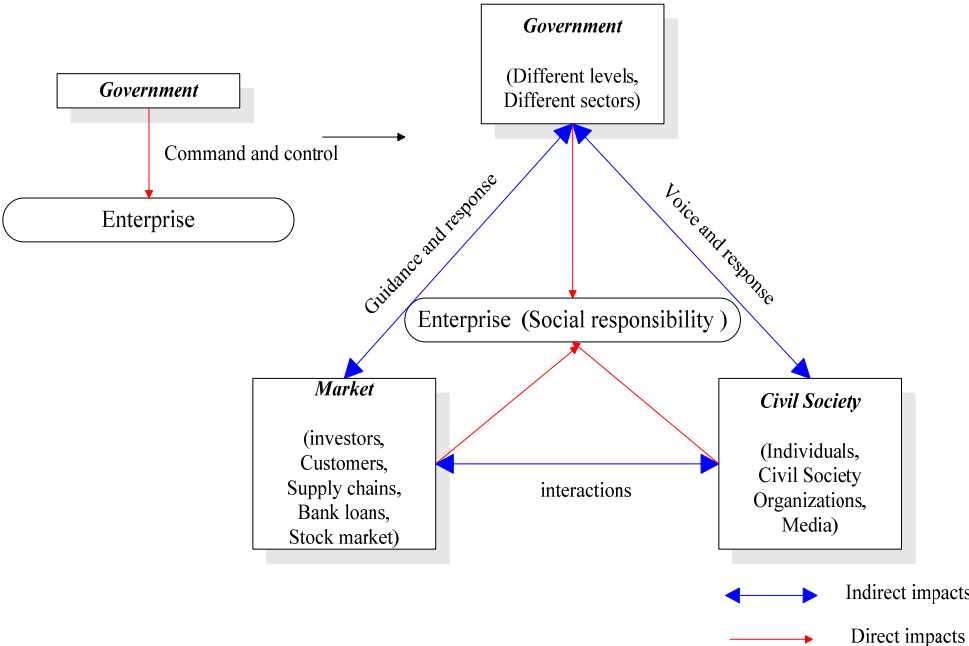 Government
Command and control
Enterprise
Government
(Different levels,
Different sectors)
Guidance and response
Voice and response
Enterprise (Social responsibility )
Market
(investors,
Customers,
Supply chains,
Bank loans,
Stock market)
interactions
Civil Society
(Individuals,
Civil Society
Organizations,
Media)
Indirect impacts
Direct impacts